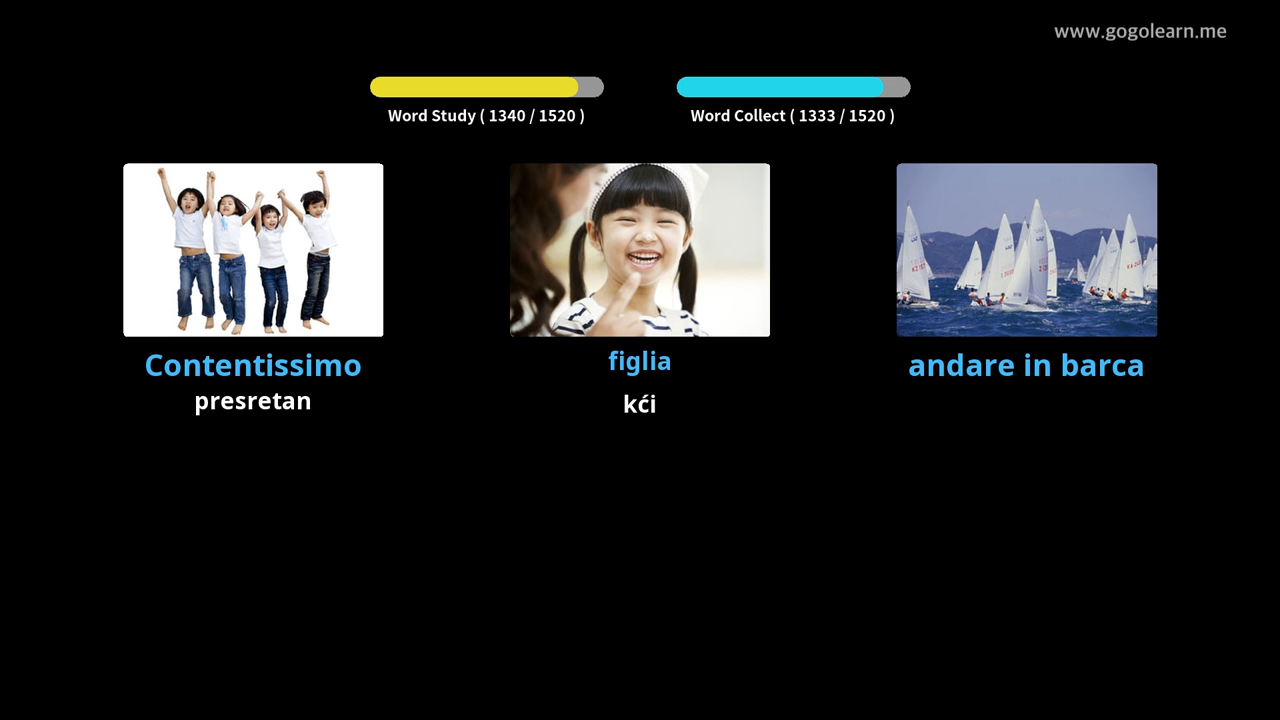 www.gogolearn.me
Word Study ( 1340 / 1520 )
Word Collect ( 1333 / 1520 )
Contentissimo
presretan
figlia
kći
andare in barca